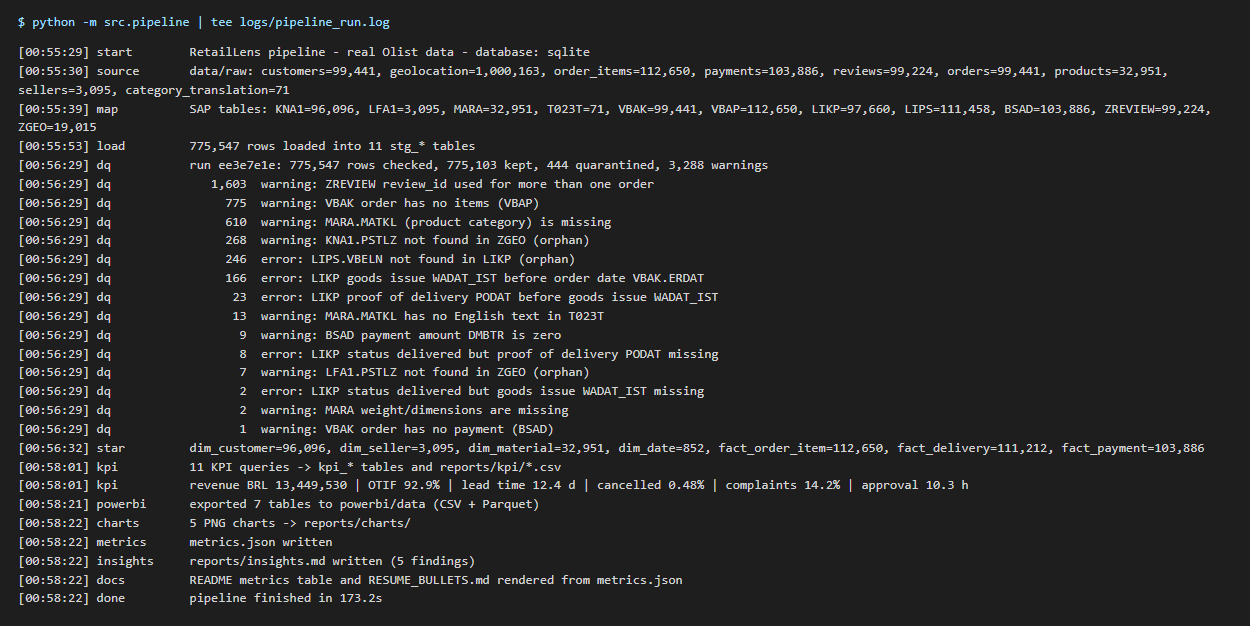 $ python -m src.pipeline | tee logs/pipeline_run.log
[00:55:29] start RetailLens pipeline - real Olist data - database: sqlite
[00:55:30] source data/raw: customers=99,441, geolocation=1,000,163, order_items=112,650, payments=103,886, reviews=99,224, orders=99,441, products=32,951,
sellers=3,095, category_translation=71
[00:55:39] map SAP tables: KNA1=96,096, LFA1=3,095, MARA=32,951, T023T=71, VBAK=99,441, VBAP=112,650, LIKP=97,660, LIPS=111,458, BSAD=103,886, ZREVIEW=99,224,
ZGEO=19,015
[00:55:53] load 775,547 rows loaded into 11 stg_* tables
[00:56:29] dq run ee3e7e1e: 775,547 rows checked, 775,103 kept, 444 quarantined, 3,288 warnings
[00:56:29] dq 1,603 warning: ZREVIEW review_id used for more than one order
[00:56:29] dq 775 warning: VBAK order has no items (VBAP)
[00:56:29] dq 610 warning: MARA.MATKL (product category) is missing
[00:56:29] dq 268 warning: KNA1.PSTLZ not found in ZGEO (orphan)
[00:56:29] dq 246 error: LIPS.VBELN not found in LIKP (orphan)
[00:56:29] dq 166 error: LIKP goods issue WADAT_IST before order date VBAK.ERDAT
[00:56:29] dq 23 error: LIKP proof of delivery PODAT before goods issue WADAT_IST
[00:56:29] dq 13 warning: MARA.MATKL has no English text in T023T
[00:56:29] dq 9 warning: BSAD payment amount DMBTR is zero
[00:56:29] dq 8 error: LIKP status delivered but proof of delivery PODAT missing
[00:56:29] dq 7 warning: LFA1.PSTLZ not found in ZGEO (orphan)
[00:56:29] dq 2 error: LIKP status delivered but goods issue WADAT_IST missing
[00:56:29] dq 2 warning: MARA weight/dimensions are missing
[00:56:29] dq 1 warning: VBAK order has no payment (BSAD)
[00:56:32] star dim_customer=96,096, dim_seller=3,095, dim_material=32,951, dim_date=852, fact_order_item=112,650, fact_delivery=111,212, fact_payment=103,886
[00:58:01] kpi 11 KPI queries -> kpi_* tables and reports/kpi/*.csv
[00:58:01] kpi revenue BRL 13,449,530 | OTIF 92.9% | lead time 12.4 d | cancelled 0.48% | complaints 14.2% | approval 10.3 h
[00:58:21] powerbi exported 7 tables to powerbi/data (CSV + Parquet)
[00:58:22] charts 5 PNG charts -> reports/charts/
[00:58:22] metrics metrics.json written
[00:58:22] insights reports/insights.md written (5 findings)
[00:58:22] docs README metrics table and RESUME_BULLETS.md rendered from metrics.json
[00:58:22] done pipeline finished in 173.2s